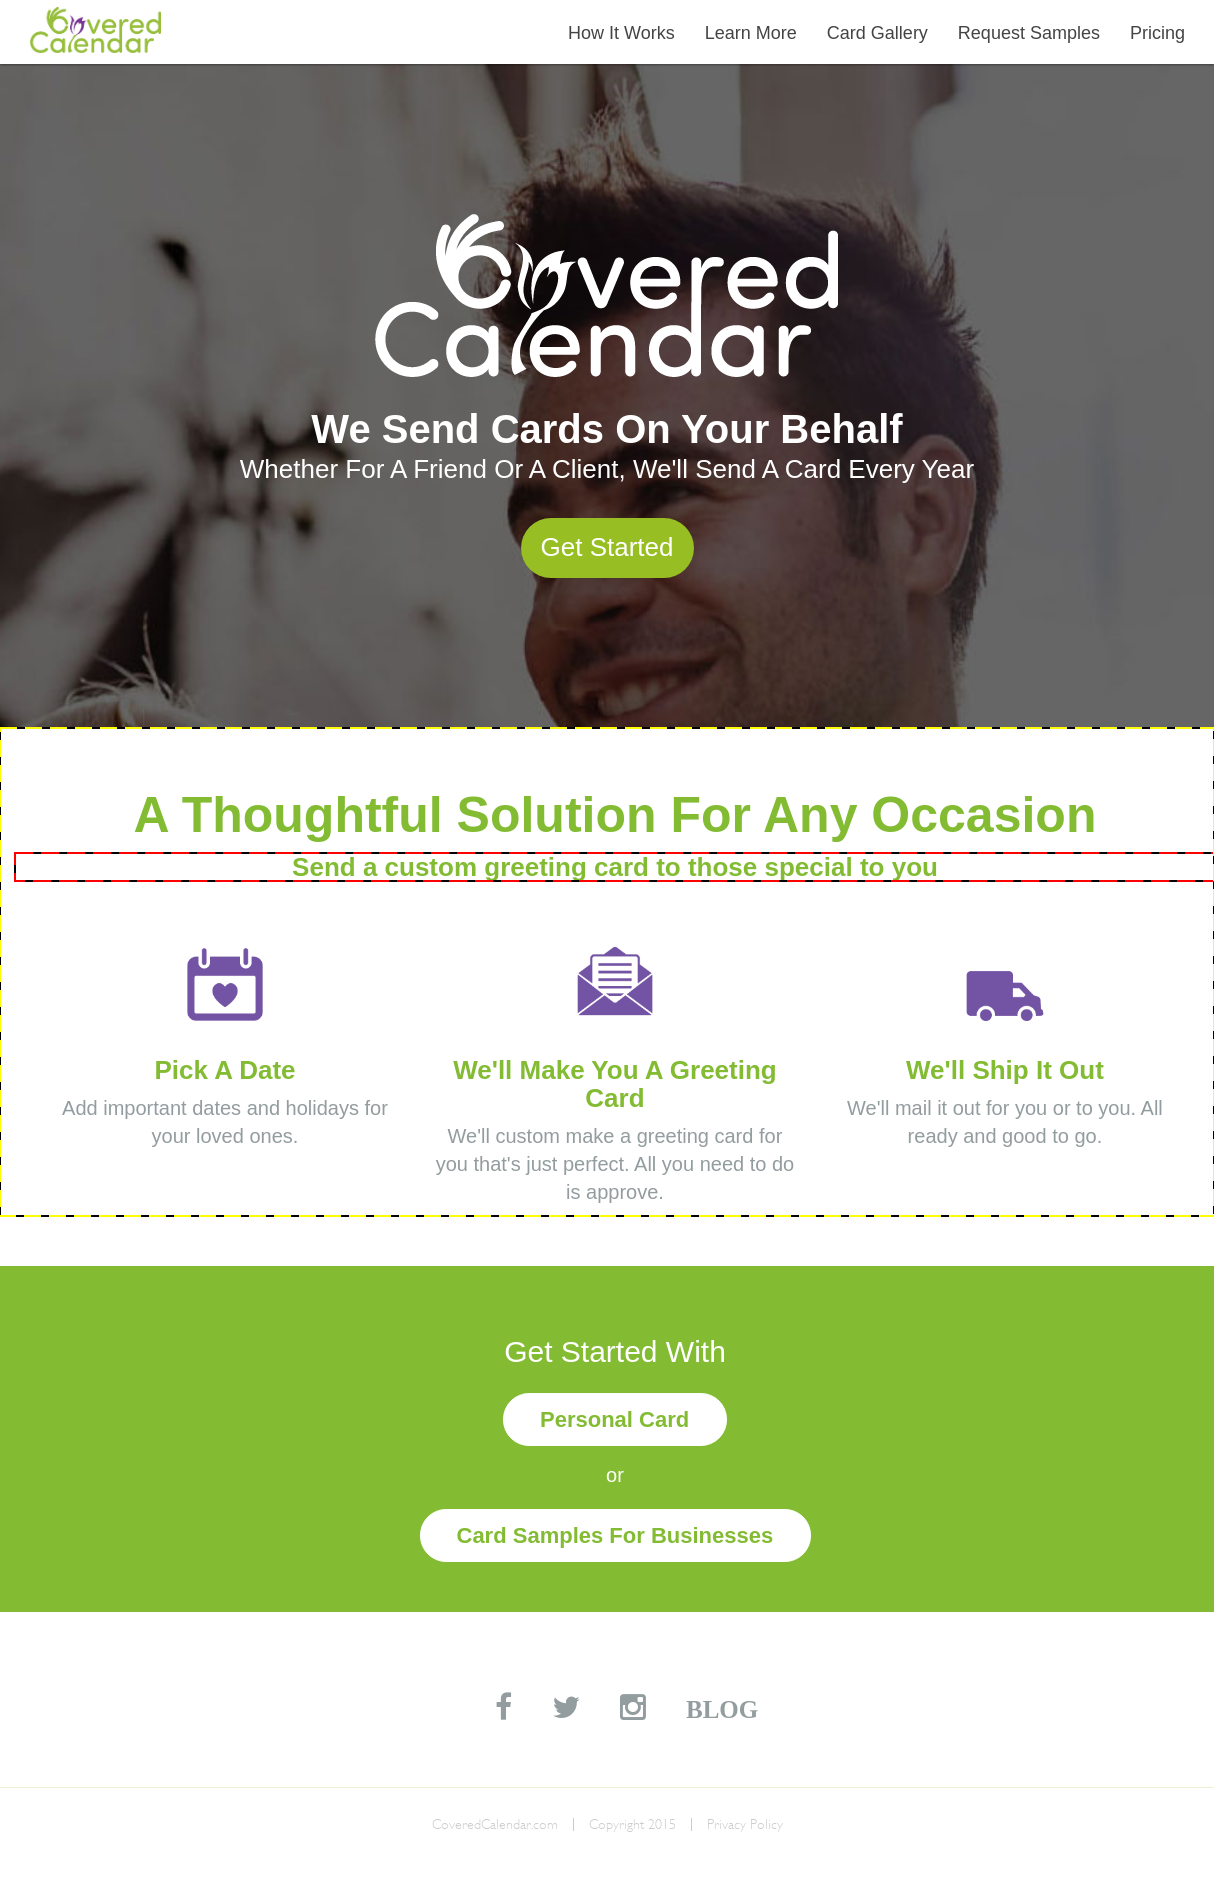 Covered
Calendar
How It Works Learn More Card Gallery Request Samples Pricing
Covered
Calendar
We Send Cards On Your Behalf
Whether For A Friend Or A Client, We'll Send A Card Every Year
Get Started
A Thoughtful Solution For Any Occasion
Send a custom greeting card to those special to you
Pick A Date
Add important dates and holidays for
your loved ones.
We'll Make You A Greeting
Card
We'll custom make a greeting card for
you that's just perfect. All you need to do
is approve.
We'll Ship It Out
We'll mail it out for you or to you. All
ready and good to go.
Get Started With
Personal Card
or
Card Samples For Businesses
BLOG
CoveredCalendar.com | Copyright 2015 | Privacy Policy